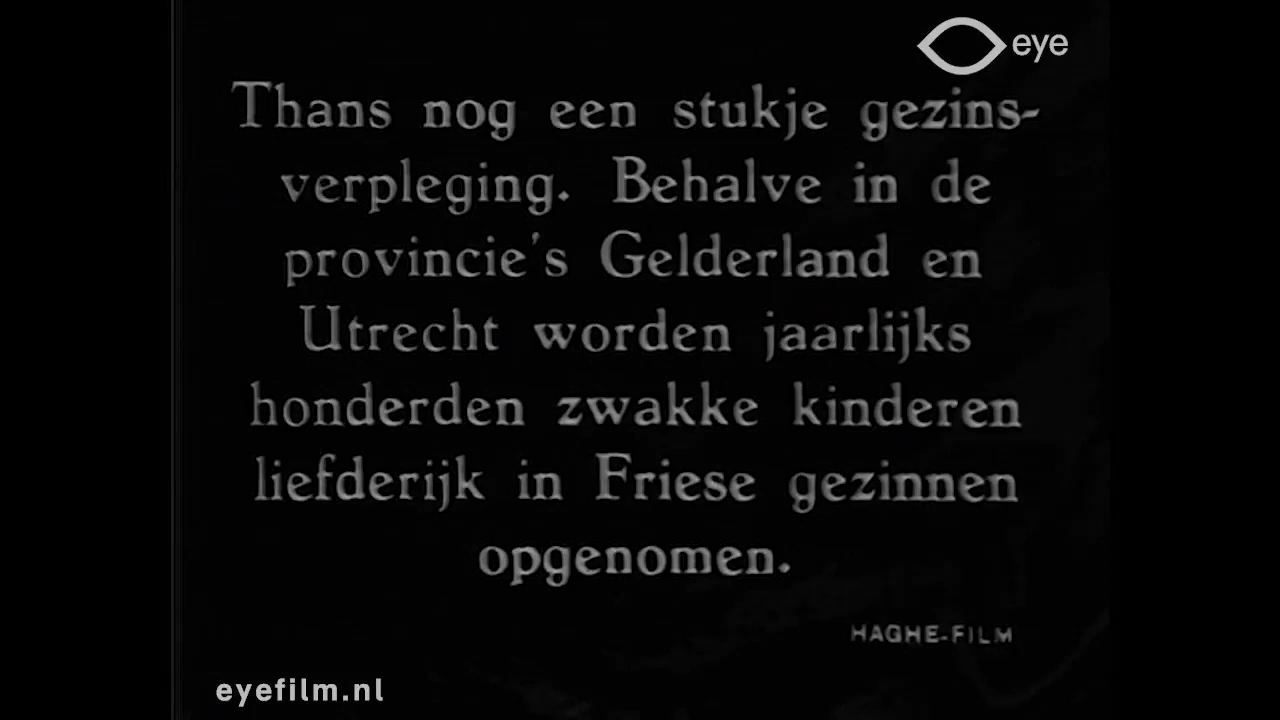 eye
Thans nog een stukje gezins-
verpleging. Behalve in de
provincie's Gelderland en
Utrecht worden jaarlijks
honderden zwakke kinderen
liefderijk in Friese gezinnen
opgenomen.
HAGHE-FILM
eyefilm.nl